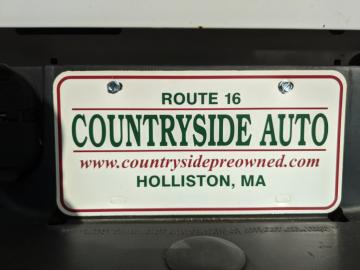 ROUTE 16
COUNTRYSIDE AUTO
www.countrysidepreowned.com
HOLLISTON, MA